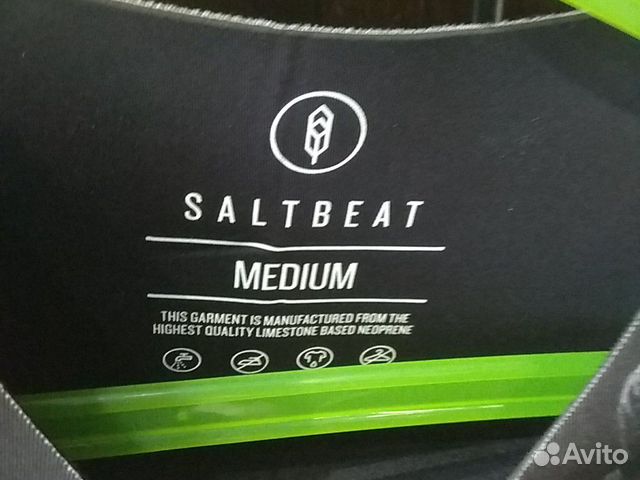 SALTBEAT
MEDIUM
THIS GARMENT IS MANUFACTURED FROM THE
HIGHEST QUALITY LIMESTONE BASED NEOPRENE
Avito